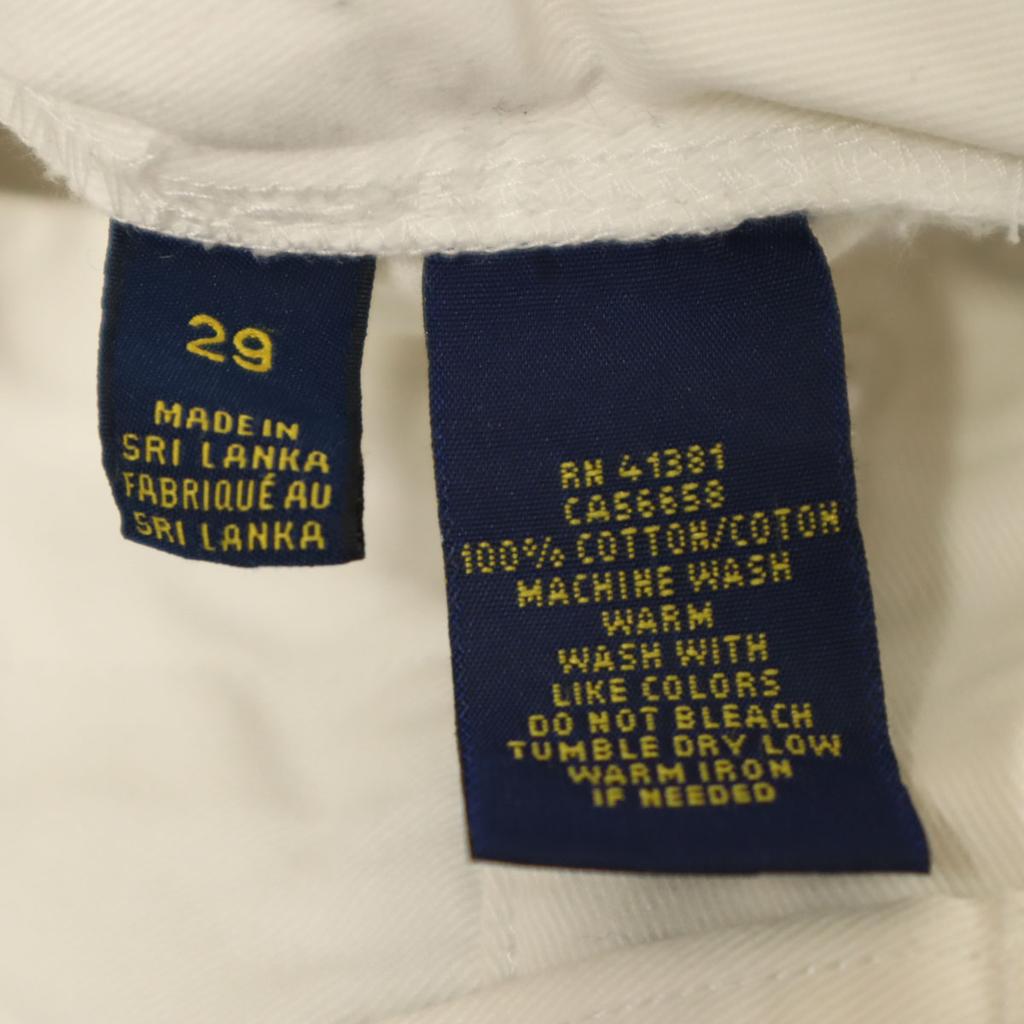 29
MADE IN
SRI LANKA
FABRIQUÉ AU
SRI LANKA
RN 41381
CA56658
100% COTTON/COTON
MACHINE WASH
WARM
WASH WITH
LIKE COLORS
DO NOT BLEACH
TUMBLE DRY LOW
WARM IRON
IF NEEDED